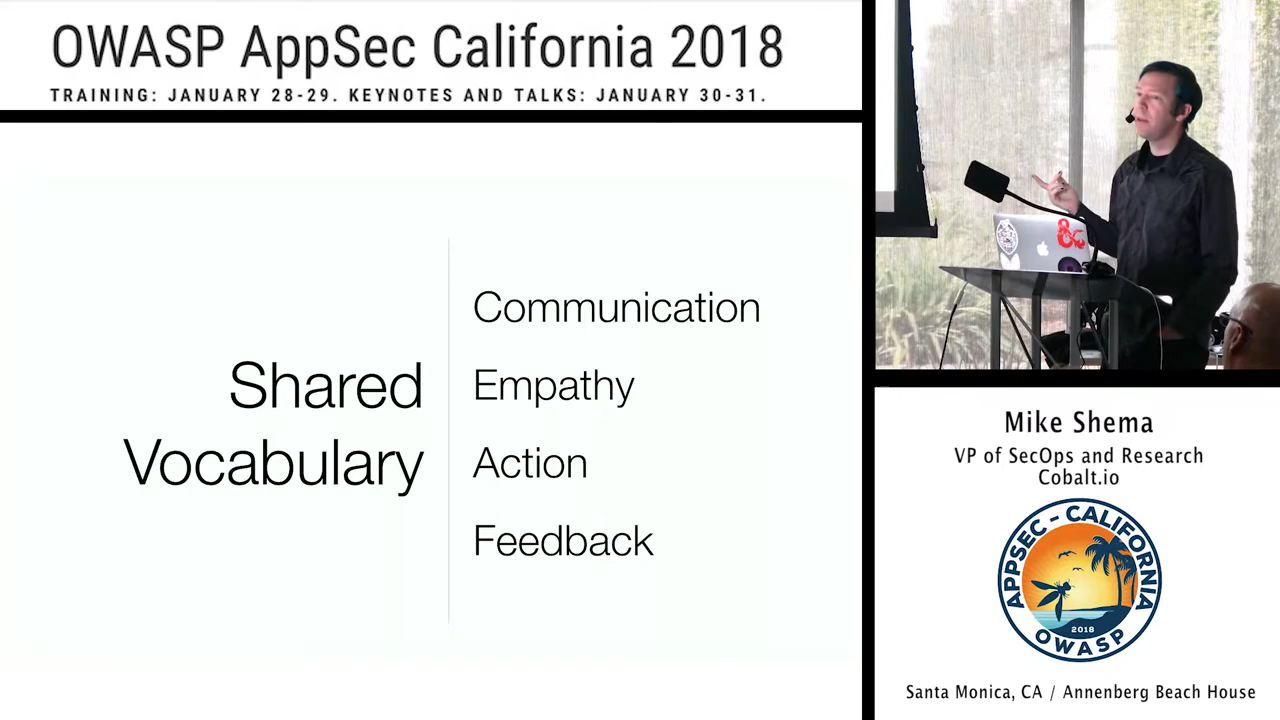 OWASP AppSec California 2018
TRAINING: JANUARY 28-29. KEYNOTES AND TALKS: JANUARY 30-31.
Shared
Vocabulary
Communication
Empathy
Action
Feedback
Mike Shema
VP of SecOps and Research
Cobalt.io
APPSEC - CALIFORNIA
2018
OWASP
Santa Monica, CA / Annenberg Beach House